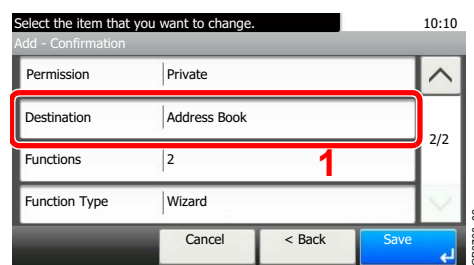 Select the item that you want to change.
10:10
Add - Confirmation
Permission Private
Destination Address Book
2/2
Functions 2
1
Function Type Wizard
Cancel < Back Save